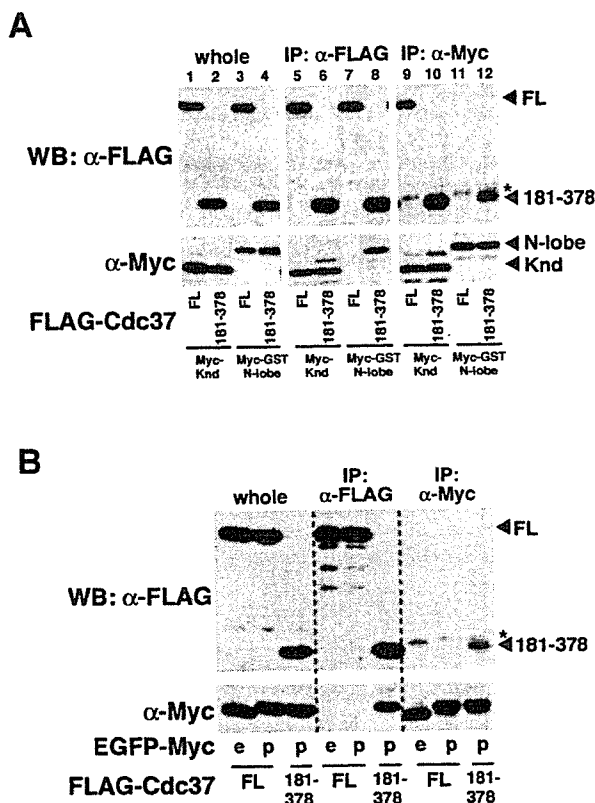 A
whole IP: α-FLAG IP: α-Myc
1 2 3 4 5 6 7 8 9 10 11 12
FL
WB: α-FLAG
*
181-378
α-Myc
N-lobe
Knd
FLAG-Cdc37
FL 181-378 FL 181-378 FL 181-378 FL 181-378 FL 181-378 FL 181-378
Myc-Knd Myc-GST N-lobe Myc-Knd Myc-GST N-lobe Myc-Knd Myc-GST N-lobe
B
whole IP: α-FLAG IP: α-Myc
FL
WB: α-FLAG
*
181-378
α-Myc
EGFP-Myc e p p e p p e p p
FLAG-Cdc37 FL 181-378 FL 181-378 FL 181-378